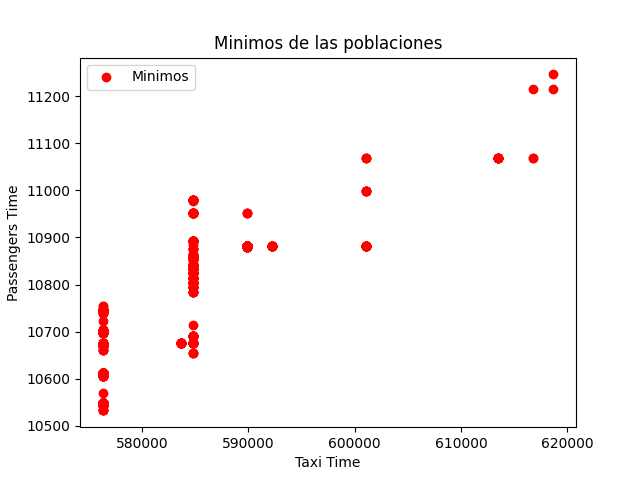 Minimos de las poblaciones
Minimos
Passengers Time
11200
11100
11000
10900
10800
10700
10600
10500
580000 590000 600000 610000 620000
Taxi Time